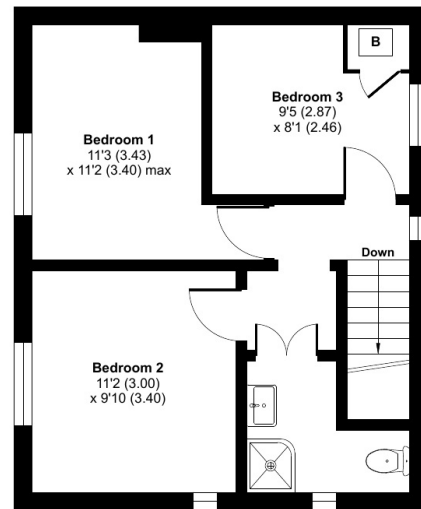 B
Bedroom 3
9'5 (2.87)
x 8'1 (2.46)
Bedroom 1
11'3 (3.43)
x 11'2 (3.40) max
Down
Bedroom 2
11'2 (3.00)
x 9'10 (3.40)